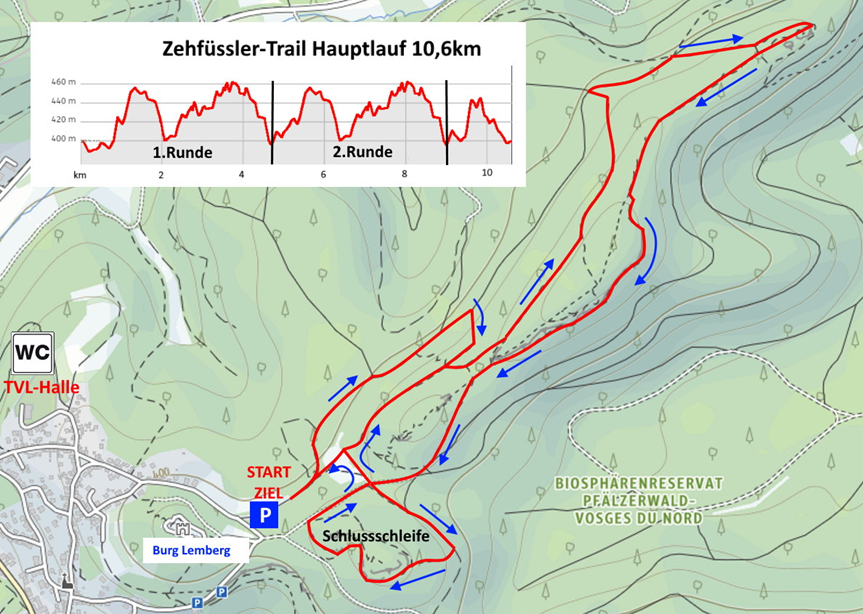 Zehfüssler-Trail Hauptlauf 10,6km
460 m
440 m
420 m
400 m
1.Runde
2.Runde
km
2
4
6
8
10
WC
TVL-Halle
400
START
ZIEL
P
Burg Lemberg
Schlussschleife
BIOSPHÄRENRESERVAT
PFÄLZERWALD-
VOSGES DU NORD
P
P